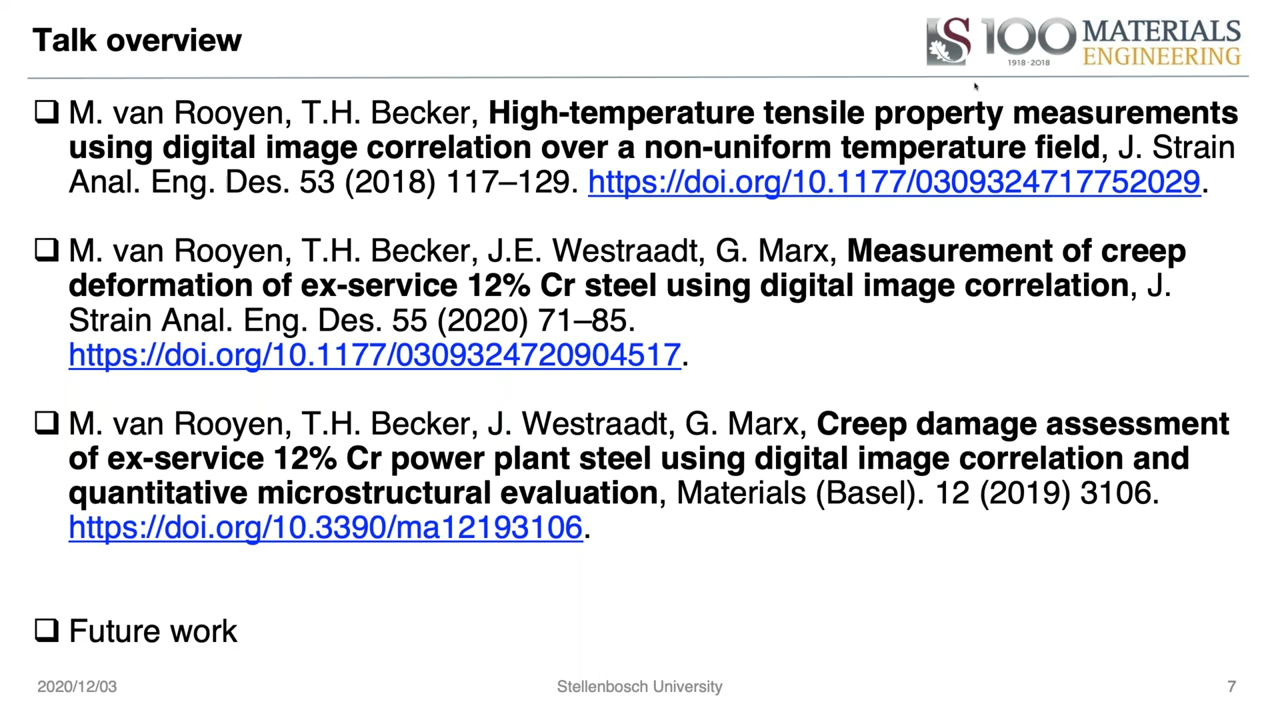 Talk overview
US 100 MATERIALS
1918·2018 ENGINEERING
❑ M. van Rooyen, T.H. Becker, High-temperature tensile property measurements
using digital image correlation over a non-uniform temperature field, J. Strain
Anal. Eng. Des. 53 (2018) 117–129. https://doi.org/10.1177/0309324717752029.
❑ M. van Rooyen, T.H. Becker, J.E. Westraadt, G. Marx, Measurement of creep
deformation of ex-service 12% Cr steel using digital image correlation, J.
Strain Anal. Eng. Des. 55 (2020) 71–85.
https://doi.org/10.1177/0309324720904517.
❑ M. van Rooyen, T.H. Becker, J. Westraadt, G. Marx, Creep damage assessment
of ex-service 12% Cr power plant steel using digital image correlation and
quantitative microstructural evaluation, Materials (Basel). 12 (2019) 3106.
https://doi.org/10.3390/ma12193106.
❑ Future work
2020/12/03
Stellenbosch University
7